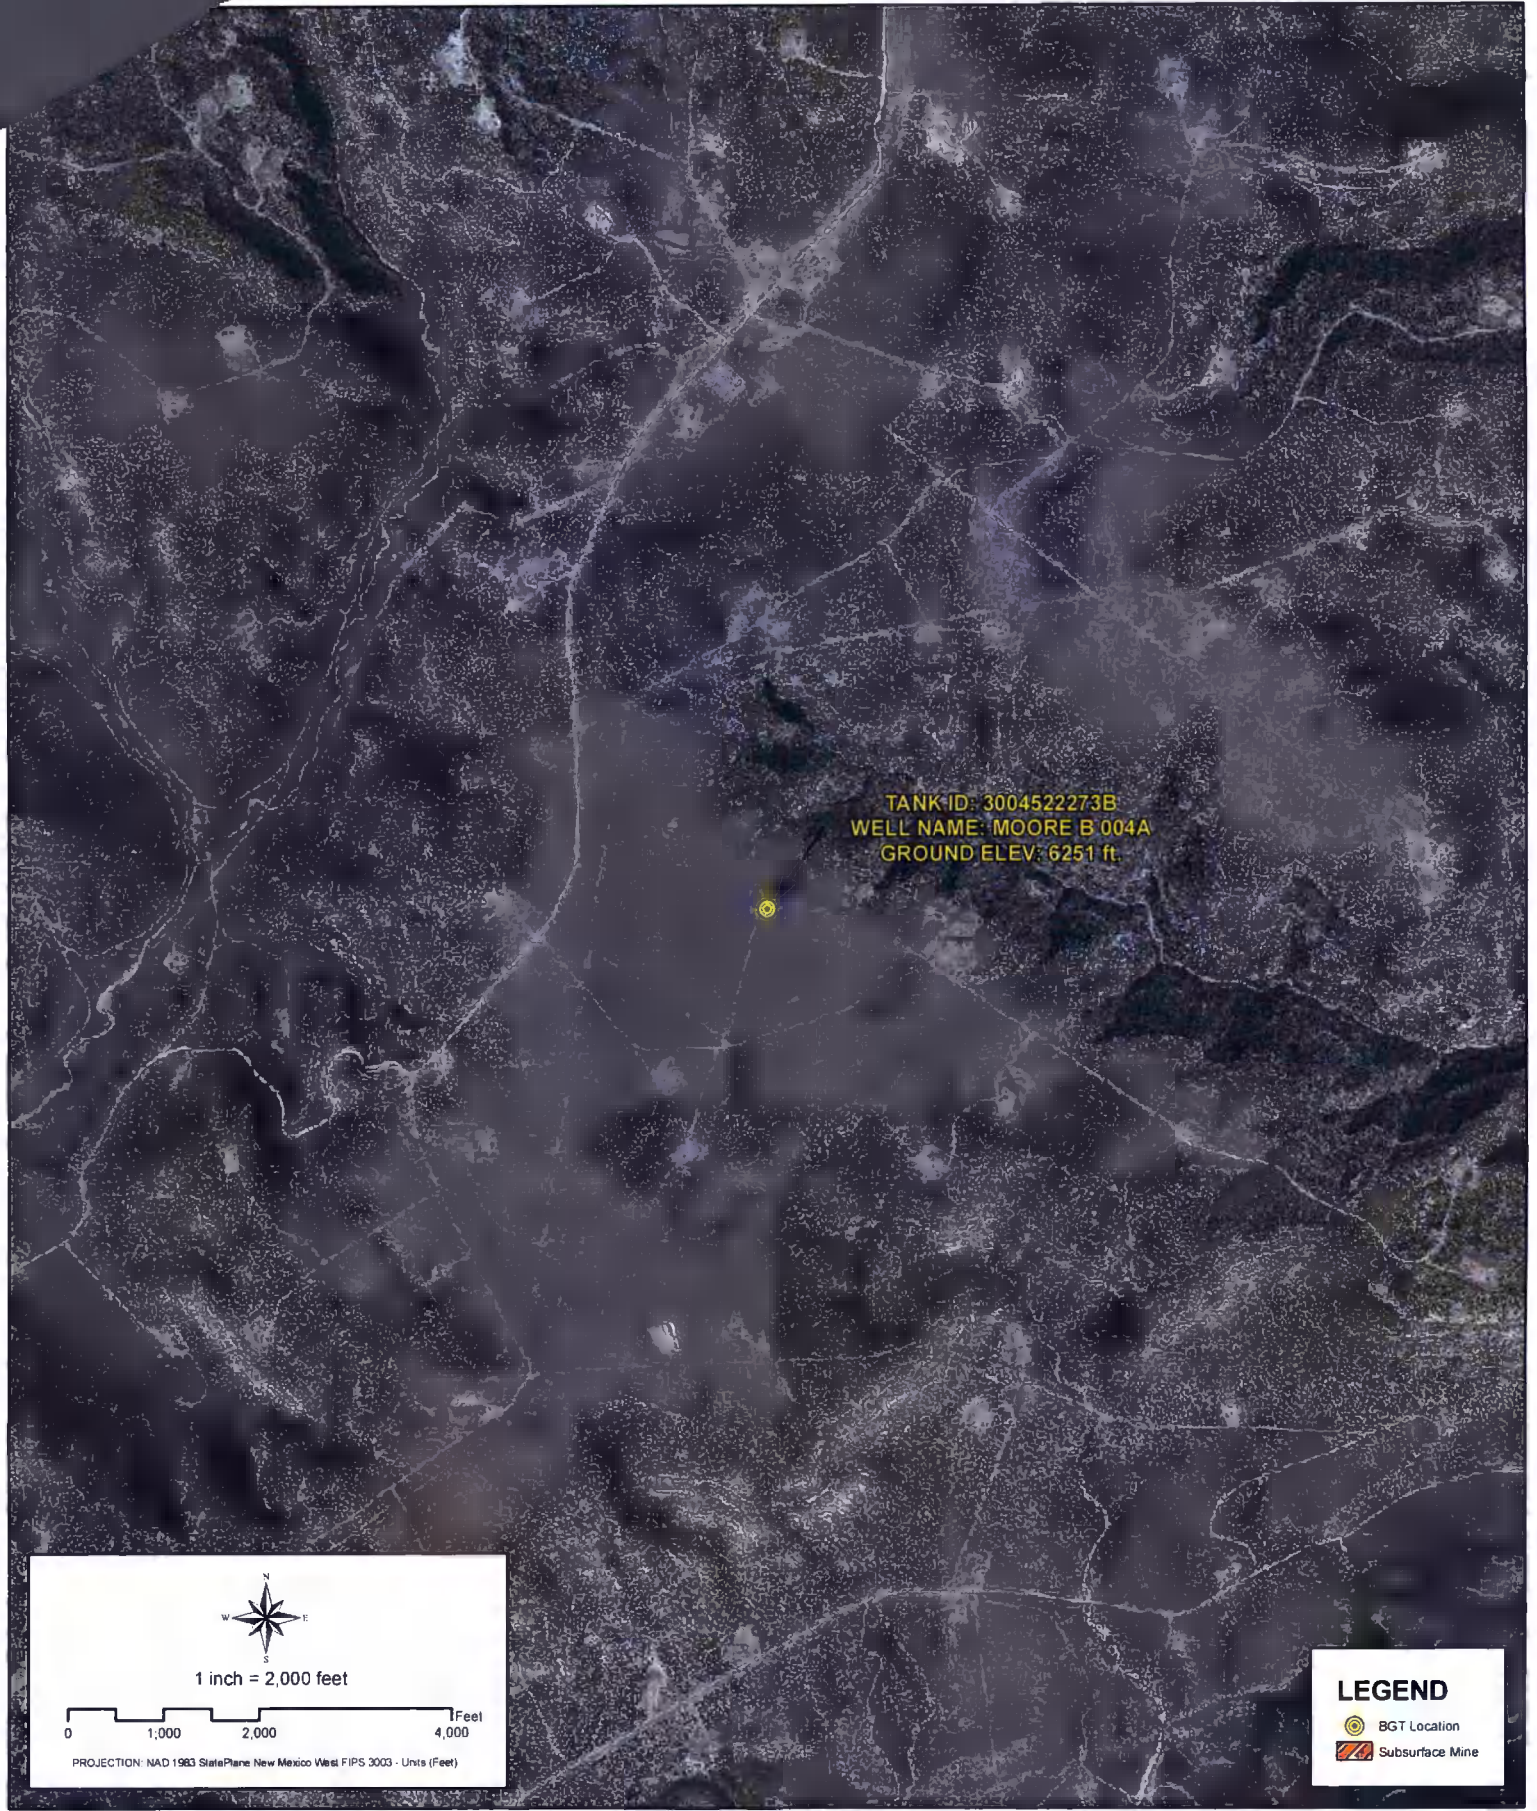 TANK ID: 3004522273B
WELL NAME: MOORE B 004A
GROUND ELEV: 6251 ft.
N
W E
S
1 inch = 2,000 feet
Feet
0 1,000 2,000 4,000
PROJECTION: NAD 1983 StatePlane New Mexico West FIPS 3003 - Units (Feet)
LEGEND
BGT Location
Subsurface Mine